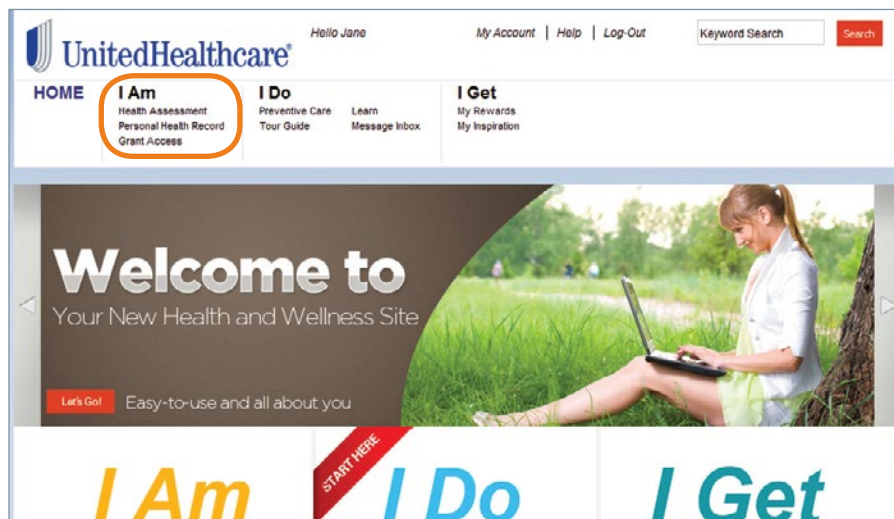 Hello Jane
My Account | Help | Log-Out
Keyword Search
Search
UnitedHealthcare®
HOME
I Am
Health Assessment
Personal Health Record
Grant Access
I Do
Preventive Care
Tour Guide
Learn
Message Inbox
I Get
My Rewards
My Inspiration
Welcome to
Your New Health and Wellness Site
Let's Go!
Easy-to-use and all about you
I Am
START HERE
I Do
I Get